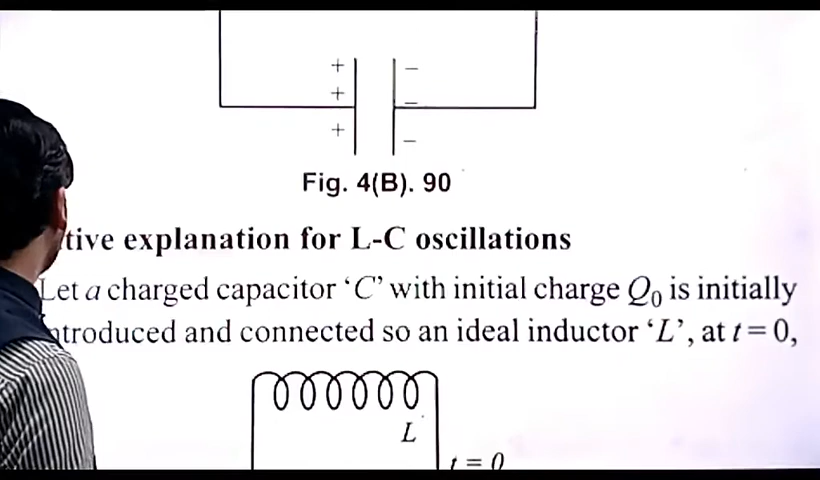 + −
+ −
+ −
Fig. 4(B). 90
tive explanation for L-C oscillations
Let a charged capacitor ‘C’ with initial charge Q₀ is initially
ntroduced and connected so an ideal inductor ‘L’, at t = 0,
L
t = 0